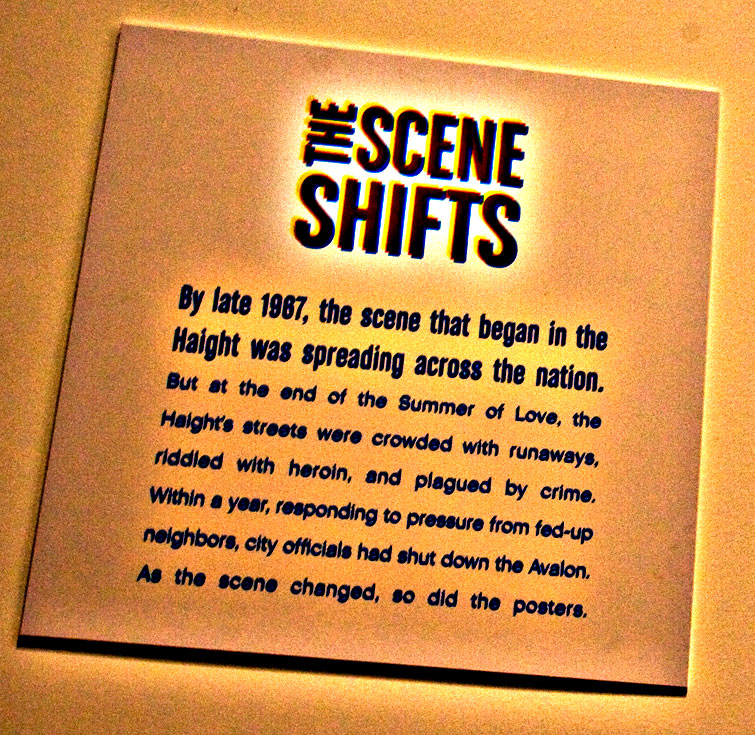 THE SCENE
SHIFTS
By late 1967, the scene that began in the
Haight was spreading across the nation.
But at the end of the Summer of Love, the
Haight's streets were crowded with runaways,
riddled with heroin, and plagued by crime.
Within a year, responding to pressure from fed-up
neighbors, city officials had shut down the Avalon.
As the scene changed, so did the posters.